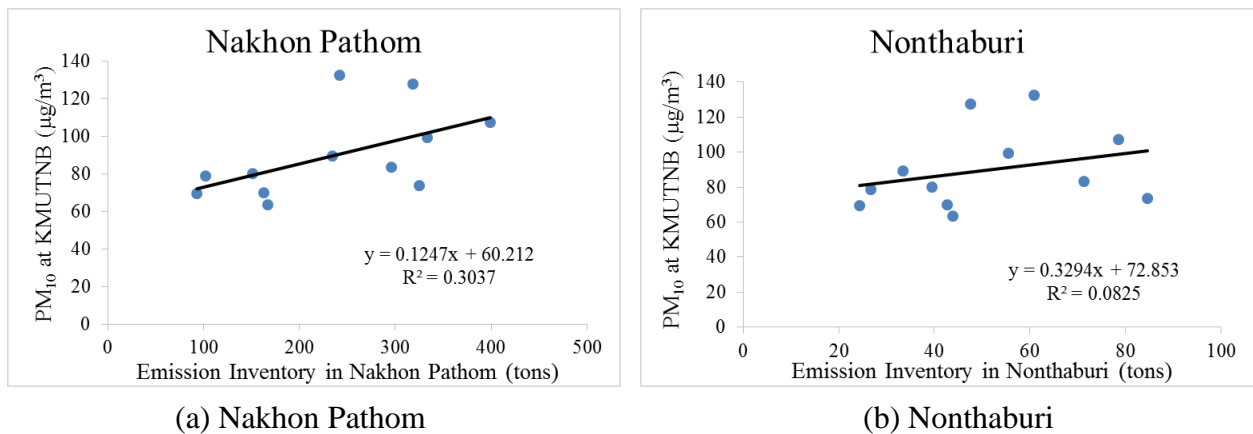 Nakhon Pathom
PM₁₀ at KMUTNB (µg/m³)
140
120
100
80
60
40
20
0
y = 0.1247x + 60.212
R² = 0.3037
0 100 200 300 400 500
Emission Inventory in Nakhon Pathom (tons)
(a) Nakhon Pathom
Nonthaburi
PM₁₀ at KMUTNB (µg/m³)
140
120
100
80
60
40
20
0
y = 0.3294x + 72.853
R² = 0.0825
0 20 40 60 80 100
Emission Inventory in Nonthaburi (tons)
(b) Nonthaburi